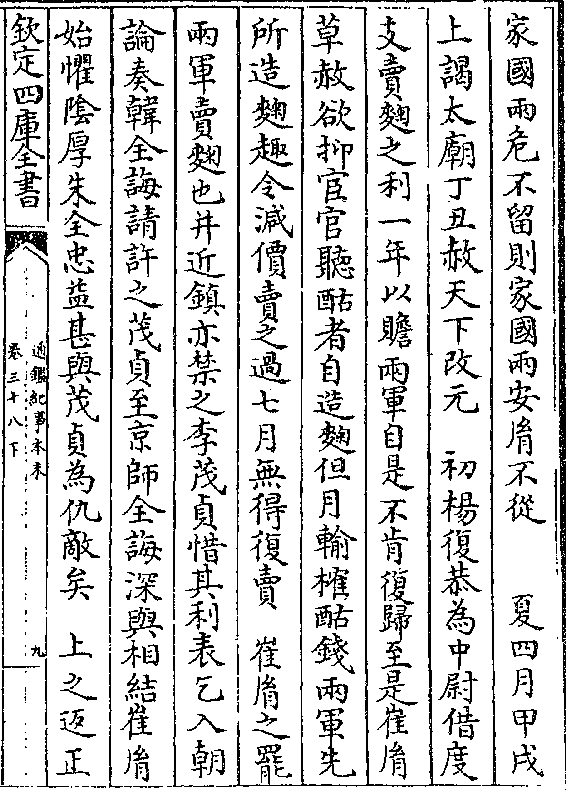 家國兩危不留則家國兩安胤不從　夏四月甲戌
上謁太廟丁丑赦天下改元　初楊復恭為中尉借度
支賣麴之利一年以贍兩軍自是不肯復歸至是崔胤
草赦欲抑宦官聽酤者自造麴但月輸榷酤錢兩軍先
所造麴趣令減價賣之過七月無得復賣　崔胤之罷
兩軍賣麴也并近鎮亦禁之李茂貞惜其利表乞入朝
論奏韓全誨請許之茂貞至京師全誨深與相結崔胤
始懼陰厚朱全忠益甚與茂貞為仇敵矣　上之返正
欽定四庫全書
通鑑紀事本末
卷三十八下
九